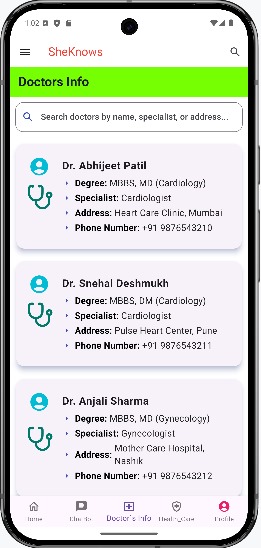 1:02
SheKnows
Doctors Info
Search doctors by name, specialist, or address...
Dr. Abhijeet Patil
Degree: MBBS, MD (Cardiology)
Specialist: Cardiologist
Address: Heart Care Clinic, Mumbai
Phone Number: +91 9876543210
Dr. Snehal Deshmukh
Degree: MBBS, DM (Cardiology)
Specialist: Cardiologist
Address: Pulse Heart Center, Pune
Phone Number: +91 9876543211
Dr. Anjali Sharma
Degree: MBBS, MD (Gynecology)
Specialist: Gynecologist
Address: Mother Care Hospital,
Nashik
Phone Number: +91 9876543212
Home Doctor's Info Health_Care Profile